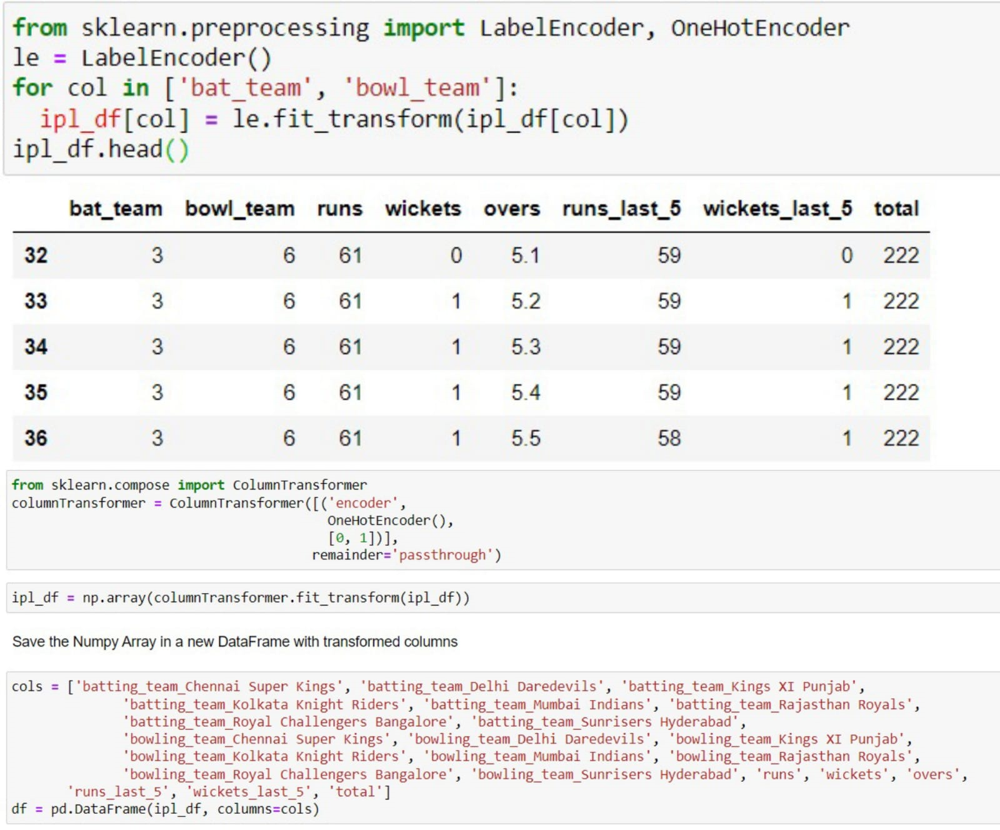 from sklearn.preprocessing import LabelEncoder, OneHotEncoder
le = LabelEncoder()
for col in ['bat_team', 'bowl_team']:
  ipl_df[col] = le.fit_transform(ipl_df[col])
ipl_df.head()
bat_team bowl_team runs wickets overs runs_last_5 wickets_last_5 total
32 3 6 61 0 5.1 59 0 222
33 3 6 61 1 5.2 59 1 222
34 3 6 61 1 5.3 59 1 222
35 3 6 61 1 5.4 59 1 222
36 3 6 61 1 5.5 58 1 222
from sklearn.compose import ColumnTransformer
columnTransformer = ColumnTransformer([('encoder',
OneHotEncoder(),
[0, 1])],
remainder='passthrough')
ipl_df = np.array(columnTransformer.fit_transform(ipl_df))
Save the Numpy Array in a new DataFrame with transformed columns
cols = ['batting_team_Chennai Super Kings', 'batting_team_Delhi Daredevils', 'batting_team_Kings XI Punjab',
'batting_team_Kolkata Knight Riders', 'batting_team_Mumbai Indians', 'batting_team_Rajasthan Royals',
'batting_team_Royal Challengers Bangalore', 'batting_team_Sunrisers Hyderabad',
'bowling_team_Chennai Super Kings', 'bowling_team_Delhi Daredevils', 'bowling_team_Kings XI Punjab',
'bowling_team_Kolkata Knight Riders', 'bowling_team_Mumbai Indians', 'bowling_team_Rajasthan Royals',
'bowling_team_Royal Challengers Bangalore', 'bowling_team_Sunrisers Hyderabad', 'runs', 'wickets', 'overs',
'runs_last_5', 'wickets_last_5', 'total']
df = pd.DataFrame(ipl_df, columns=cols)